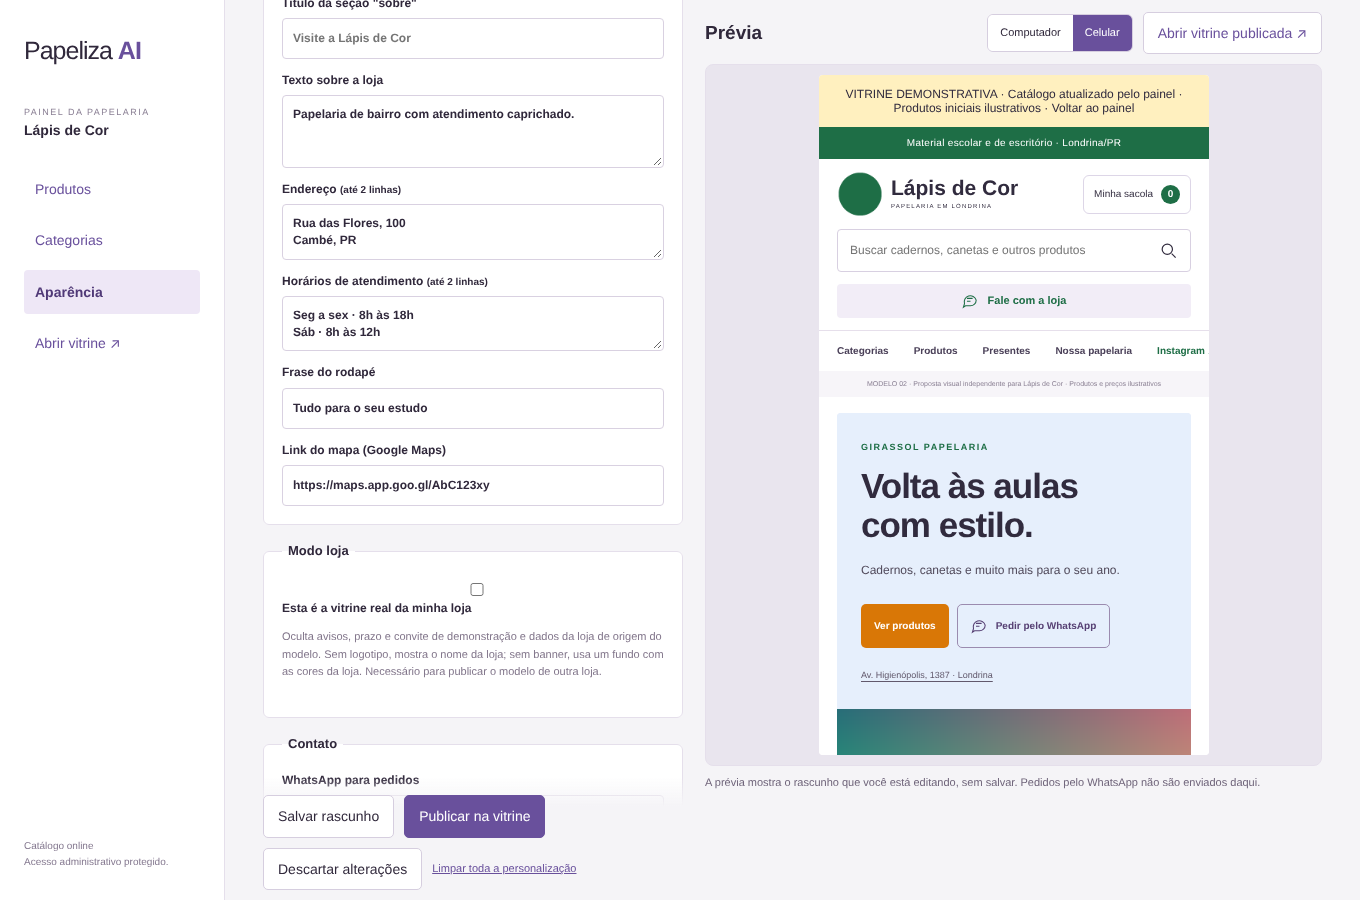 Papeliza AI
PAINEL DA PAPELARIA
Lápis de Cor
Produtos
Categorias
Aparência
Abrir vitrine
Catálogo online
Acesso administrativo protegido.
Título da seção "sobre"
Visite a Lápis de Cor
Texto sobre a loja
Papelaria de bairro com atendimento caprichado.
Endereço (até 2 linhas)
Rua das Flores, 100
Cambé, PR
Horários de atendimento (até 2 linhas)
Seg a sex · 8h às 18h
Sáb · 8h às 12h
Frase do rodapé
Tudo para o seu estudo
Link do mapa (Google Maps)
https://maps.app.goo.gl/AbC123xy
Modo loja
Esta é a vitrine real da minha loja
Oculta avisos, prazo e convite de demonstração e dados da loja de origem do
modelo. Sem logotipo, mostra o nome da loja; sem banner, usa um fundo com
as cores da loja. Necessário para publicar o modelo de outra loja.
Contato
WhatsApp para pedidos
Salvar rascunho
Publicar na vitrine
Descartar alterações
Limpar toda a personalização
Prévia
Computador
Celular
Abrir vitrine publicada
VITRINE DEMONSTRATIVA · Catálogo atualizado pelo painel ·
Produtos iniciais ilustrativos · Voltar ao painel
Material escolar e de escritório · Londrina/PR
Lápis de Cor
PAPELARIA EM LONDRINA
Minha sacola 0
Buscar cadernos, canetas e outros produtos
Fale com a loja
Categorias Produtos Presentes Nossa papelaria Instagram
MODELO 02 · Proposta visual independente para Lápis de Cor · Produtos e preços ilustrativos
GIRASSOL PAPELARIA
Volta às aulas
com estilo.
Cadernos, canetas e muito mais para o seu ano.
Ver produtos
Pedir pelo WhatsApp
Av. Higienópolis, 1387 · Londrina
A prévia mostra o rascunho que você está editando, sem salvar. Pedidos pelo WhatsApp não são enviados daqui.